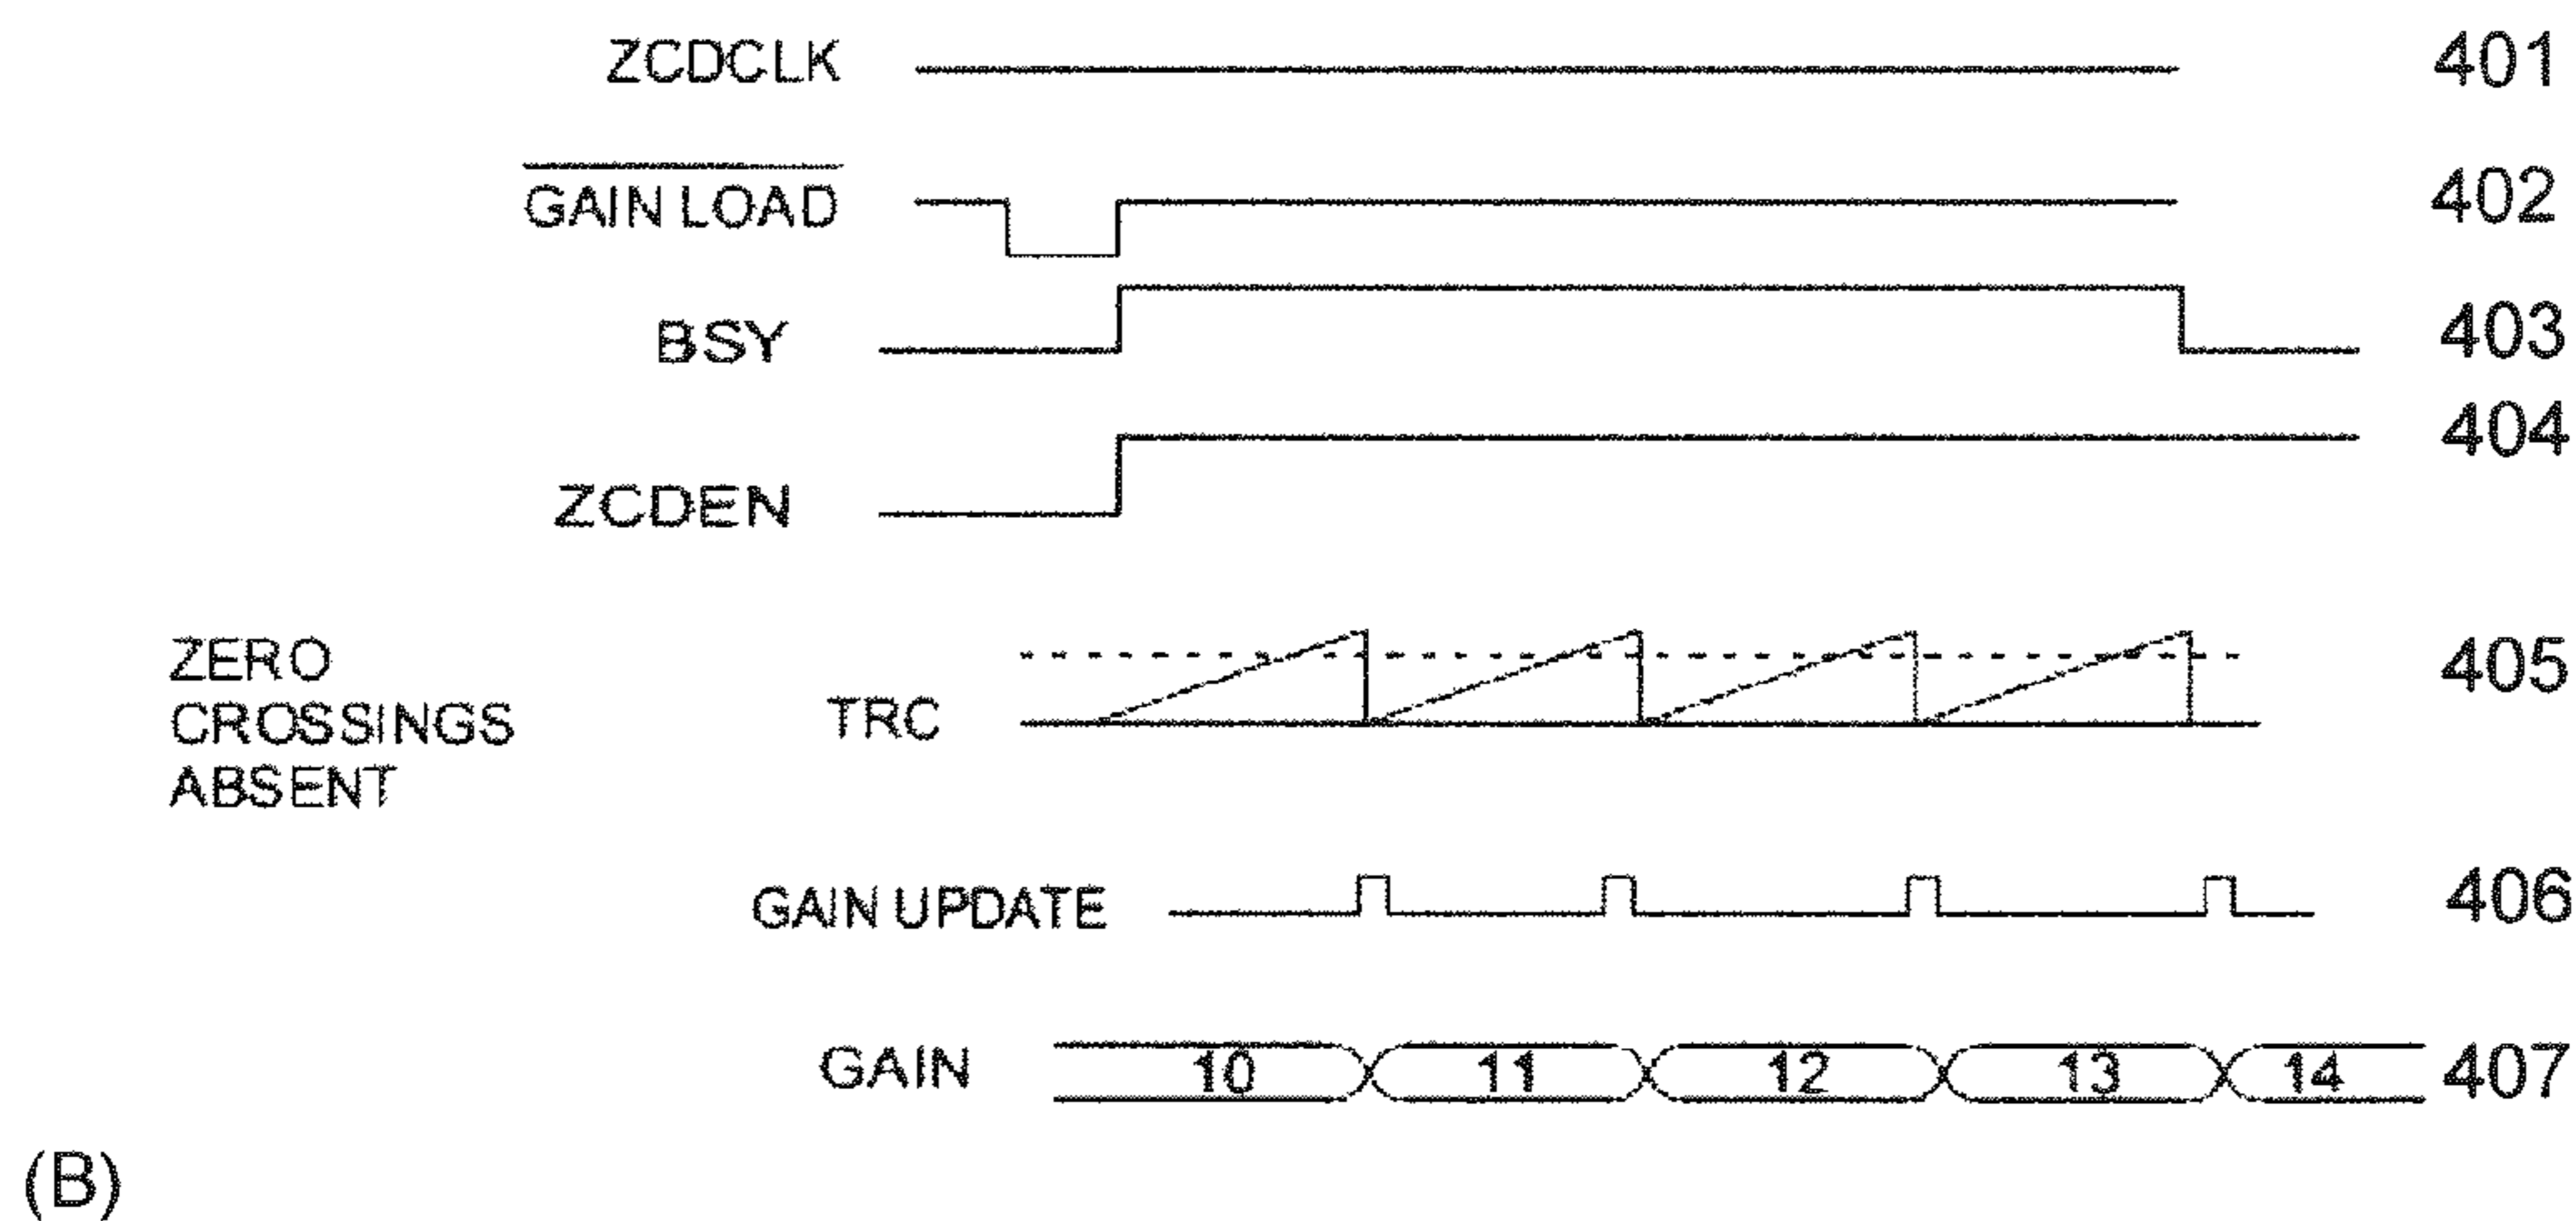 ZCDCLK 401
GAIN LOAD 402
BSY 403
ZCDEN 404
ZERO
CROSSINGS
ABSENT
TRC 405
GAIN UPDATE 406
GAIN 10 11 12 13 14 407
(B)